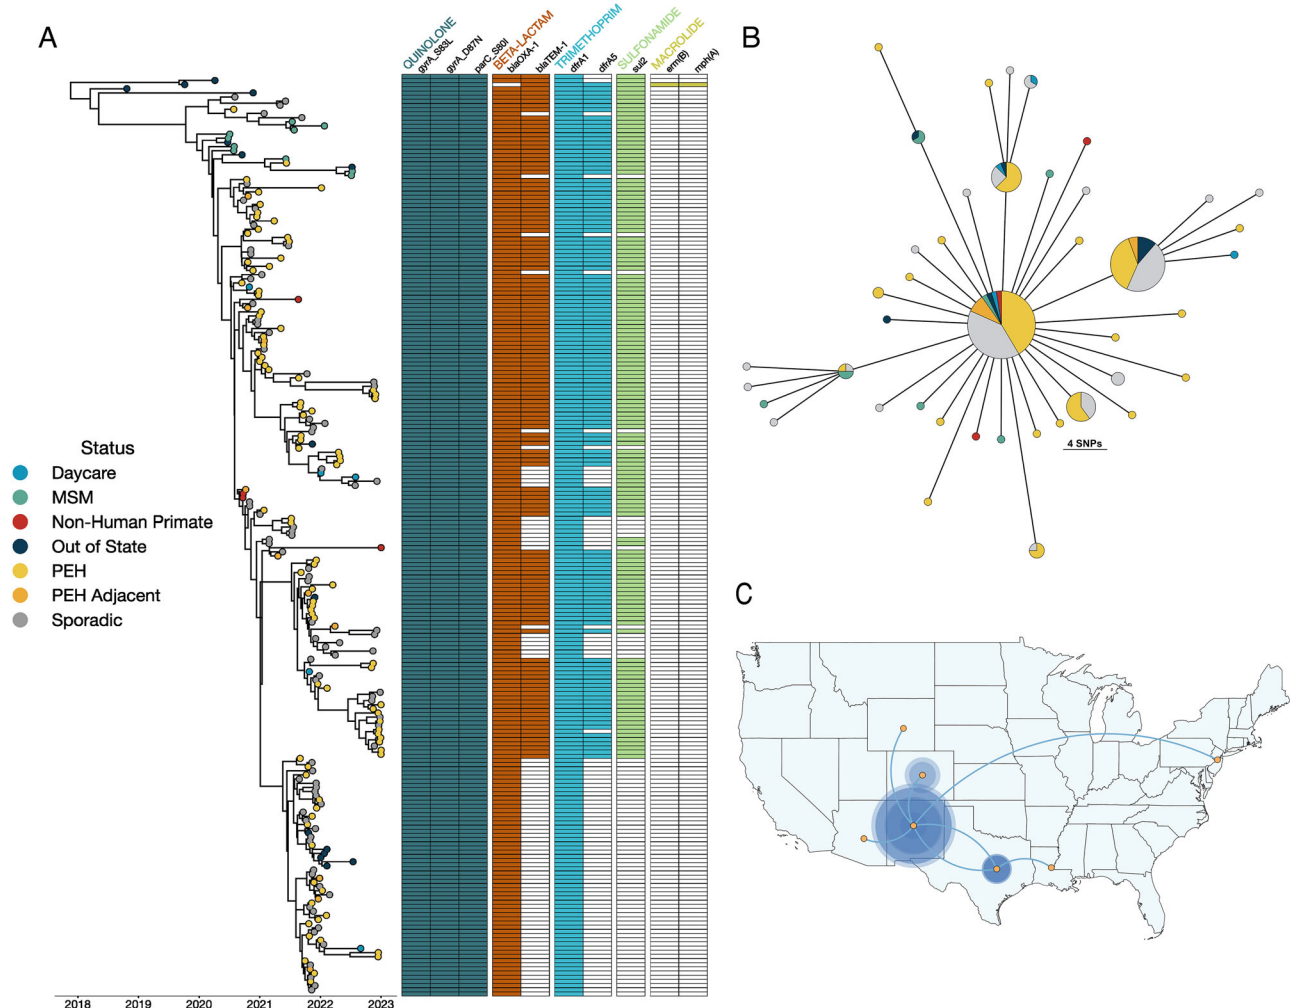 A
QUINOLONE
gyrA_S83L
gyrA_D87N
parC_S80I
BETA-LACTAM
blaOXA-1
blaTEM-1
TRIMETHOPRIM
dfrA1
dfrA5
SULFONAMIDE
sul2
MACROLIDE
erm(B)
mph(A)
Status
Daycare
MSM
Non-Human Primate
Out of State
PEH
PEH Adjacent
Sporadic
2018 2019 2020 2021 2022 2023
B
4 SNPs
C